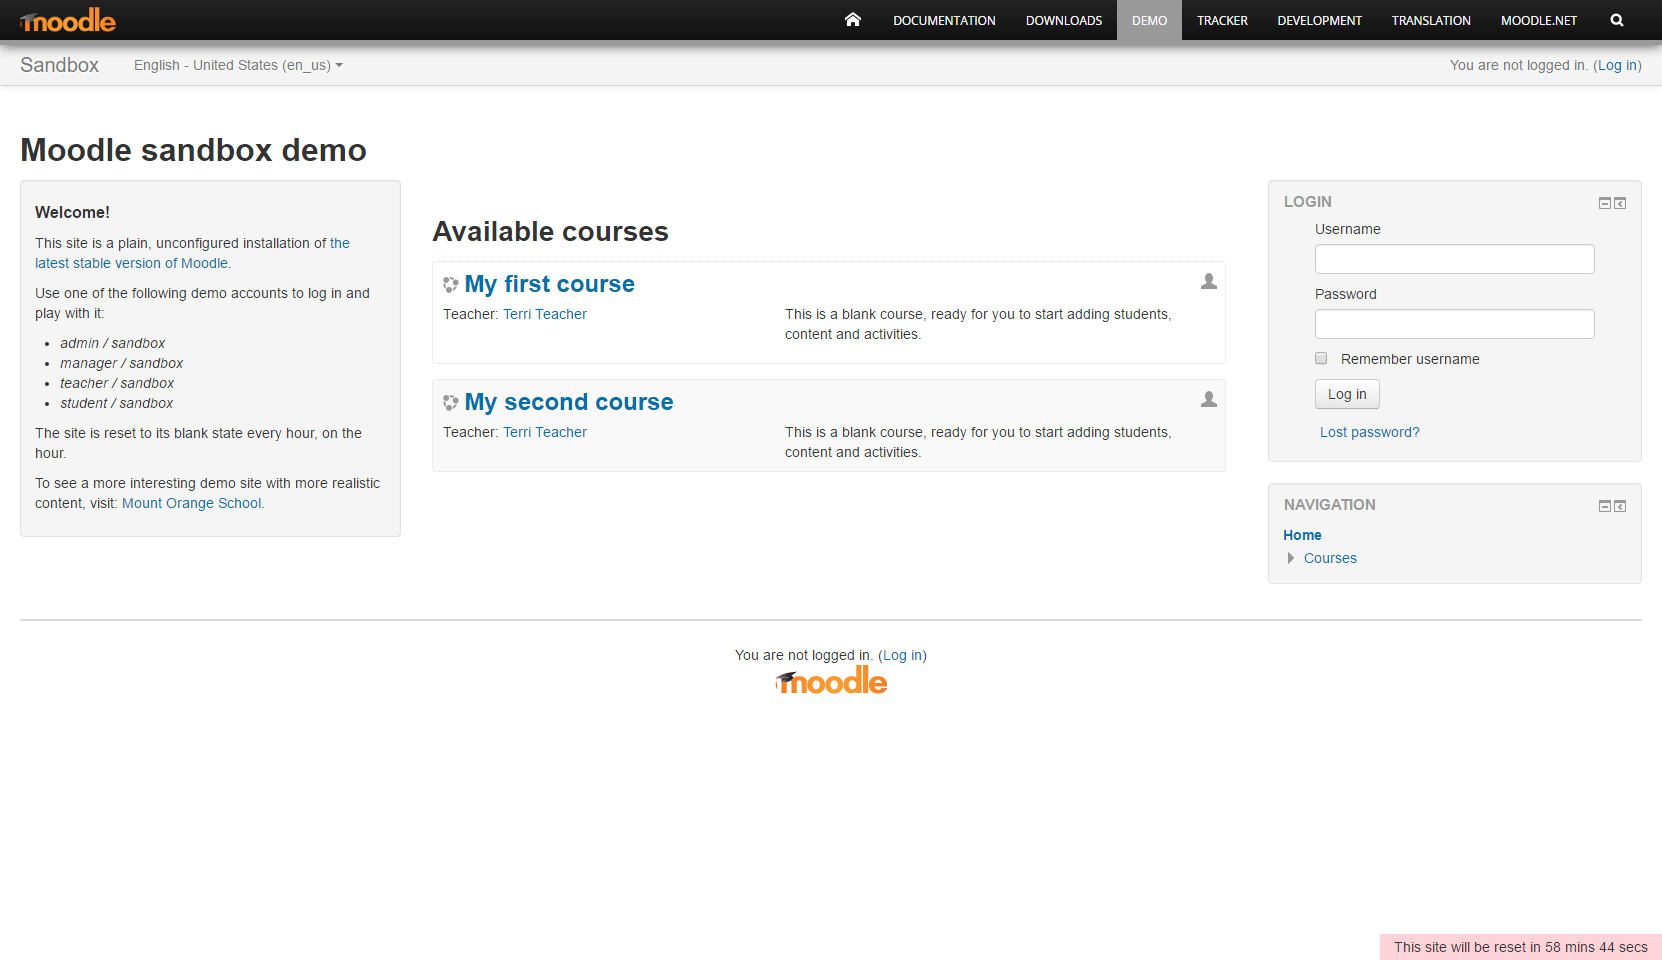 moodle
DOCUMENTATION
DOWNLOADS
DEMO
TRACKER
DEVELOPMENT
TRANSLATION
MOODLE.NET
Sandbox
English - United States (en_us)
You are not logged in. (Log in)
Moodle sandbox demo
Welcome!
This site is a plain, unconfigured installation of the
latest stable version of Moodle.
Use one of the following demo accounts to log in and
play with it:
admin / sandbox
manager / sandbox
teacher / sandbox
student / sandbox
The site is reset to its blank state every hour, on the
hour.
To see a more interesting demo site with more realistic
content, visit: Mount Orange School.
Available courses
My first course
Teacher: Terri Teacher
This is a blank course, ready for you to start adding students,
content and activities.
My second course
Teacher: Terri Teacher
This is a blank course, ready for you to start adding students,
content and activities.
LOGIN
Username
Password
Remember username
Log in
Lost password?
NAVIGATION
Home
Courses
You are not logged in. (Log in)
moodle
This site will be reset in 58 mins 44 secs